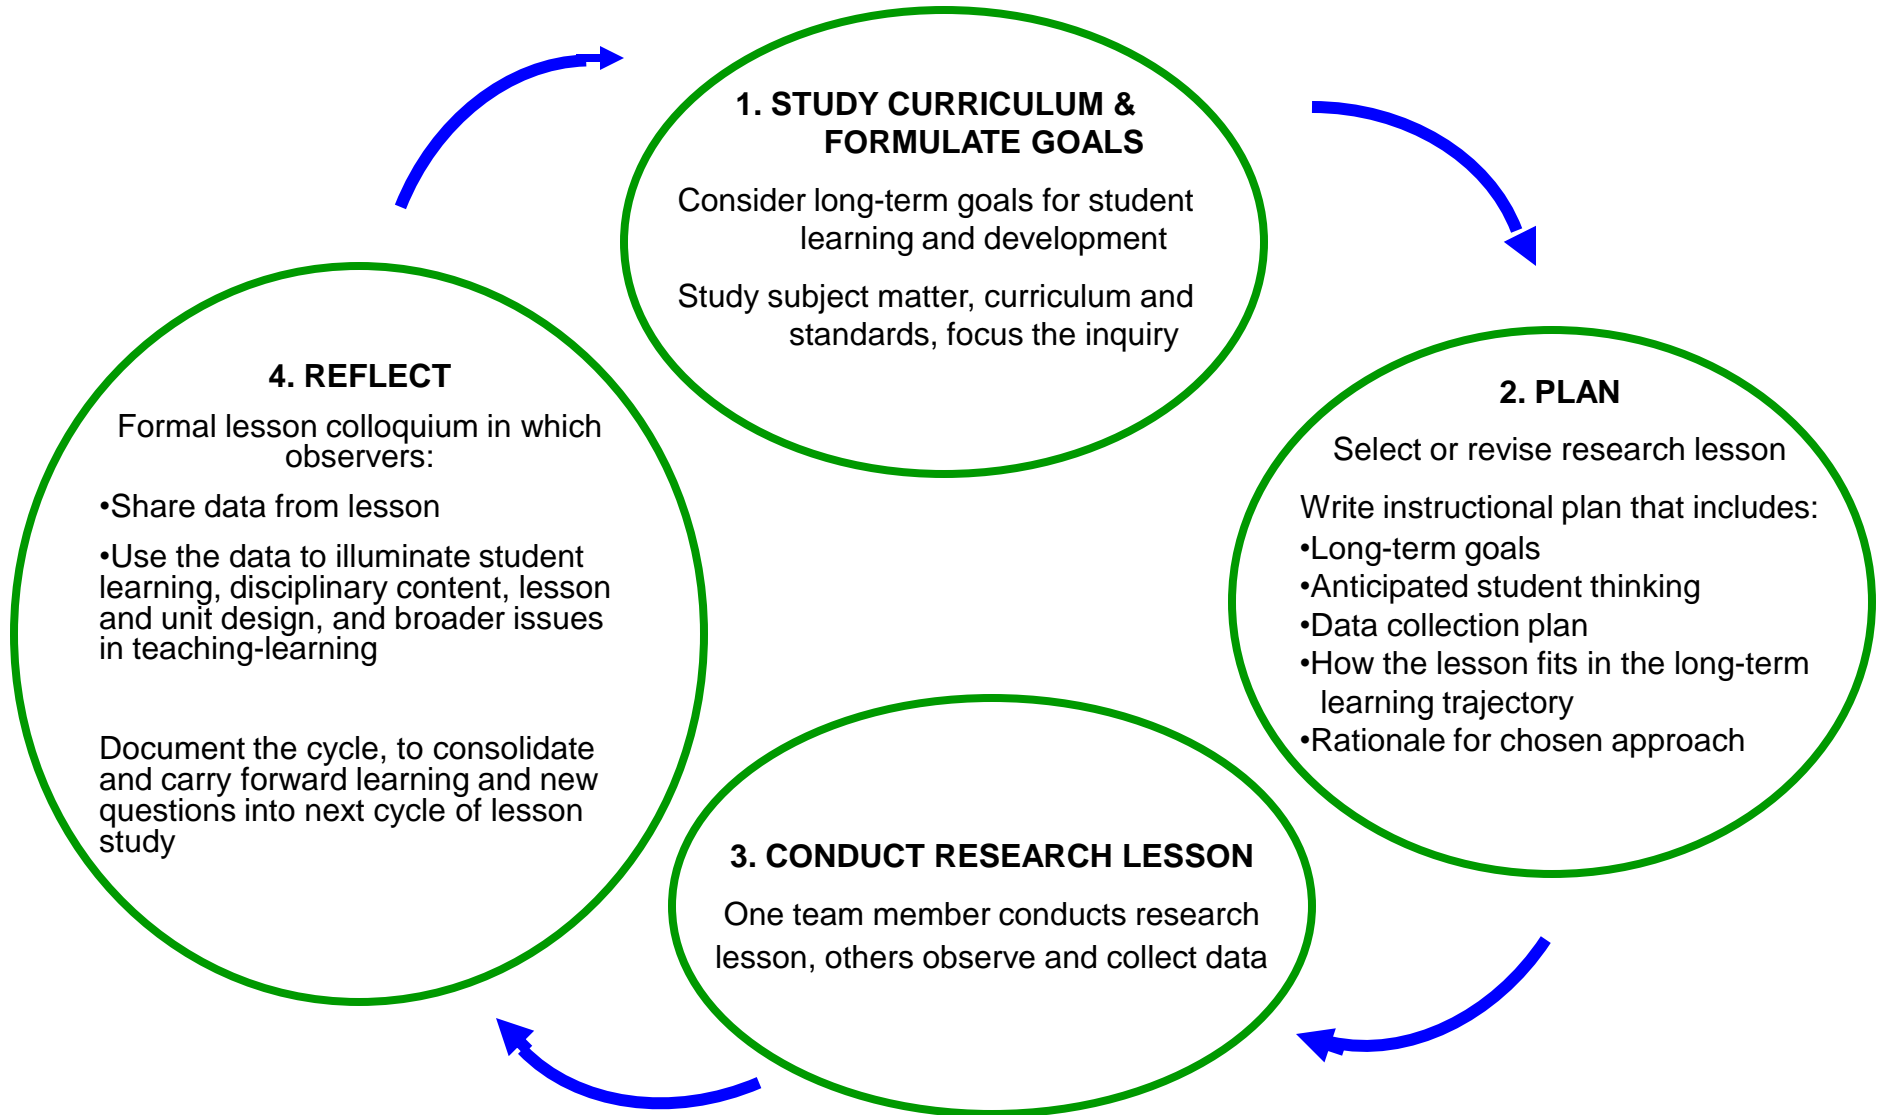 1. STUDY CURRICULUM &
FORMULATE GOALS
Consider long-term goals for student
learning and development
Study subject matter, curriculum and
standards, focus the inquiry
2. PLAN
Select or revise research lesson
Write instructional plan that includes:
•Long-term goals
•Anticipated student thinking
•Data collection plan
•How the lesson fits in the long-term
learning trajectory
•Rationale for chosen approach
3. CONDUCT RESEARCH LESSON
One team member conducts research
lesson, others observe and collect data
4. REFLECT
Formal lesson colloquium in which
observers:
•Share data from lesson
•Use the data to illuminate student
learning, disciplinary content, lesson
and unit design, and broader issues
in teaching-learning
Document the cycle, to consolidate
and carry forward learning and new
questions into next cycle of lesson
study